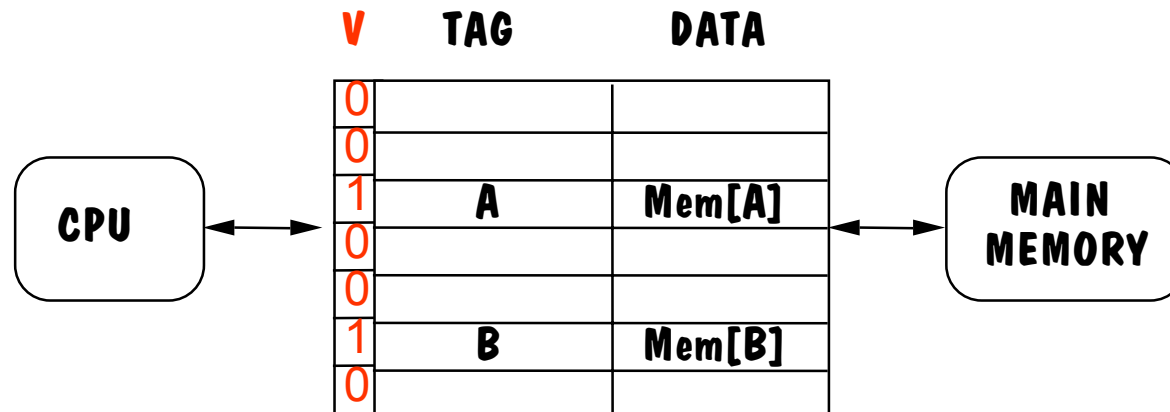 V TAG DATA
0
0
1 A Mem[A]
0
0
1 B Mem[B]
0
CPU
MAIN
MEMORY